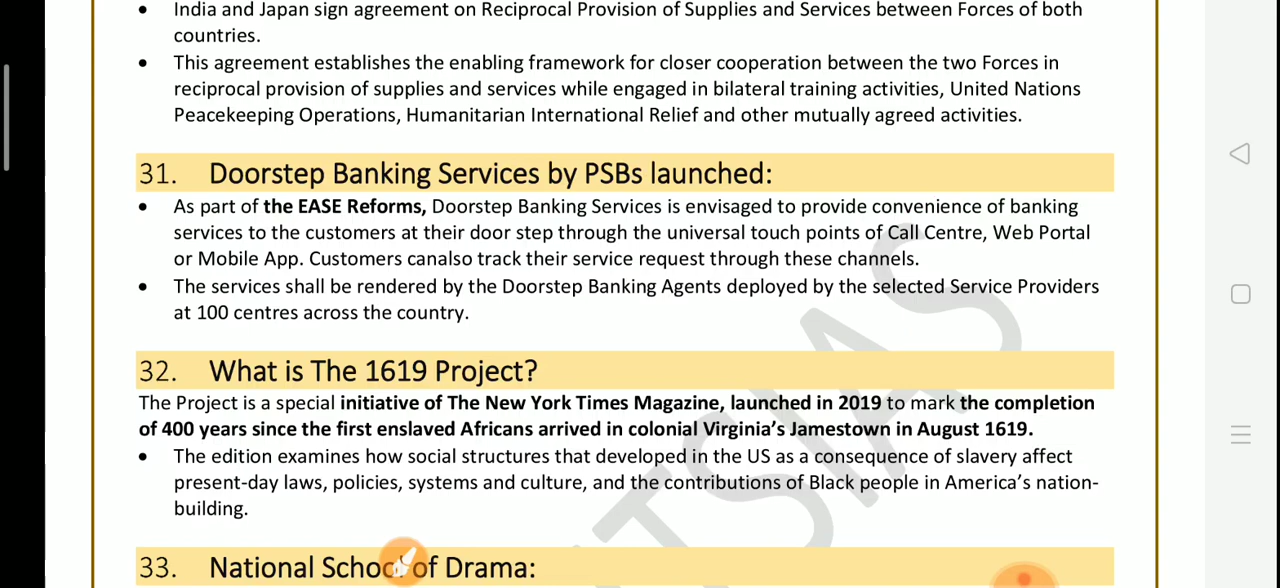 India and Japan sign agreement on Reciprocal Provision of Supplies and Services between Forces of both
countries.
This agreement establishes the enabling framework for closer cooperation between the two Forces in
reciprocal provision of supplies and services while engaged in bilateral training activities, United Nations
Peacekeeping Operations, Humanitarian International Relief and other mutually agreed activities.
31. Doorstep Banking Services by PSBs launched:
As part of the EASE Reforms, Doorstep Banking Services is envisaged to provide convenience of banking
services to the customers at their door step through the universal touch points of Call Centre, Web Portal
or Mobile App. Customers canalso track their service request through these channels.
The services shall be rendered by the Doorstep Banking Agents deployed by the selected Service Providers
at 100 centres across the country.
32. What is The 1619 Project?
The Project is a special initiative of The New York Times Magazine, launched in 2019 to mark the completion
of 400 years since the first enslaved Africans arrived in colonial Virginia's Jamestown in August 1619.
The edition examines how social structures that developed in the US as a consequence of slavery affect
present-day laws, policies, systems and culture, and the contributions of Black people in America's nation-
building.
33. National School of Drama:
TSIAS